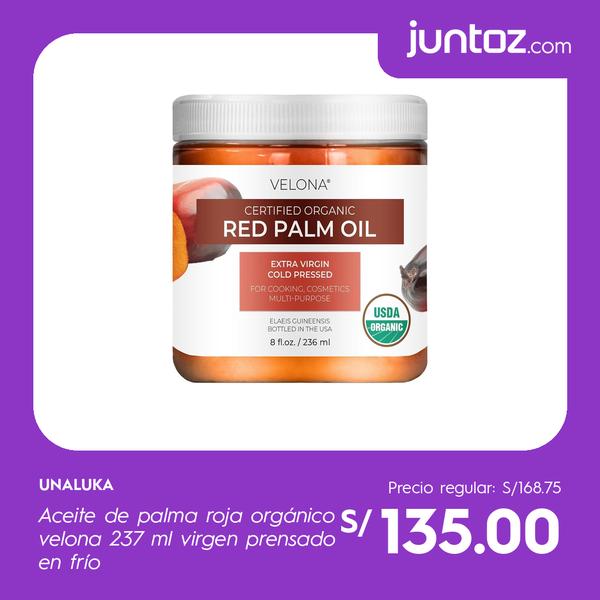 juntoz.com
VELONA®
CERTIFIED ORGANIC
RED PALM OIL
EXTRA VIRGIN
COLD PRESSED
FOR COOKING, COSMETICS
MULTI-PURPOSE
ELAEIS GUINEENSIS
BOTTLED IN THE USA
8 fl.oz. / 236 ml
USDA
ORGANIC
UNALUKA
Aceite de palma roja orgánico
velona 237 ml virgen prensado
en frío
Precio regular: S/168.75
S/ 135.00